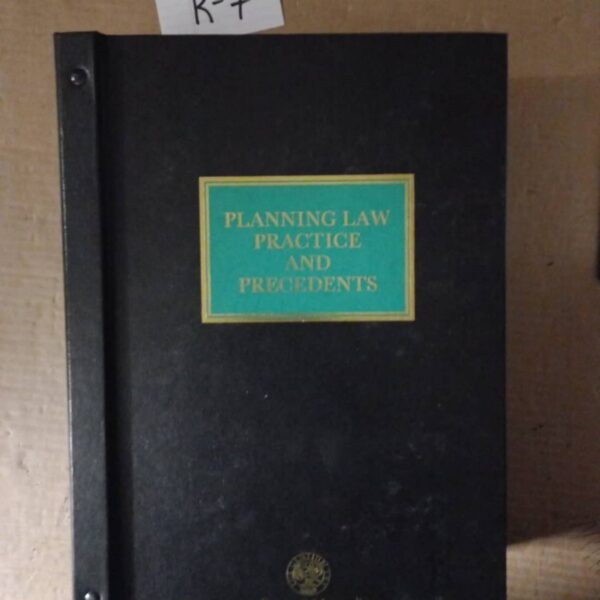 R-7
PLANNING LAW
PRACTICE
AND
PRECEDENTS